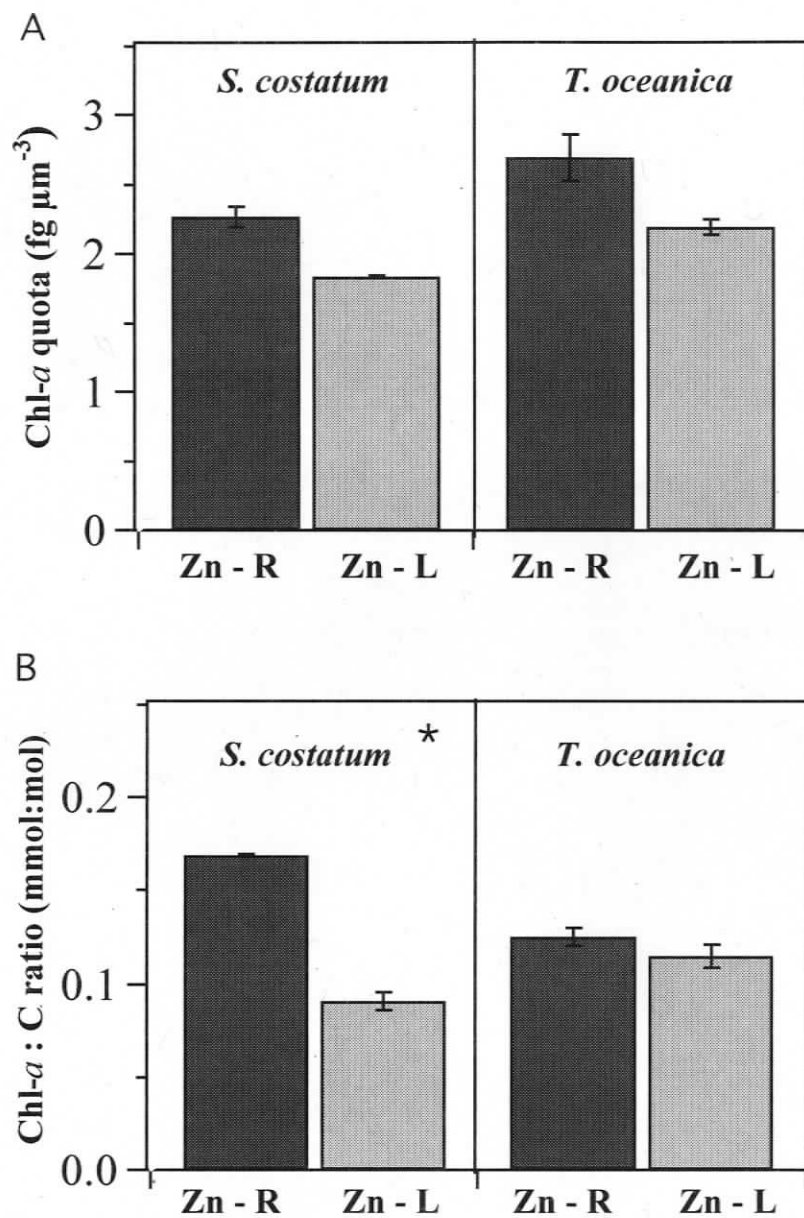 A
S. costatum
T. oceanica
Chl-a quota (fg μm⁻³)
3
2
1
0
Zn - R
Zn - L
Zn - R
Zn - L
B
S. costatum *
T. oceanica
Chl-a : C ratio (mmol:mol)
0.2
0.1
0.0
Zn - R
Zn - L
Zn - R
Zn - L